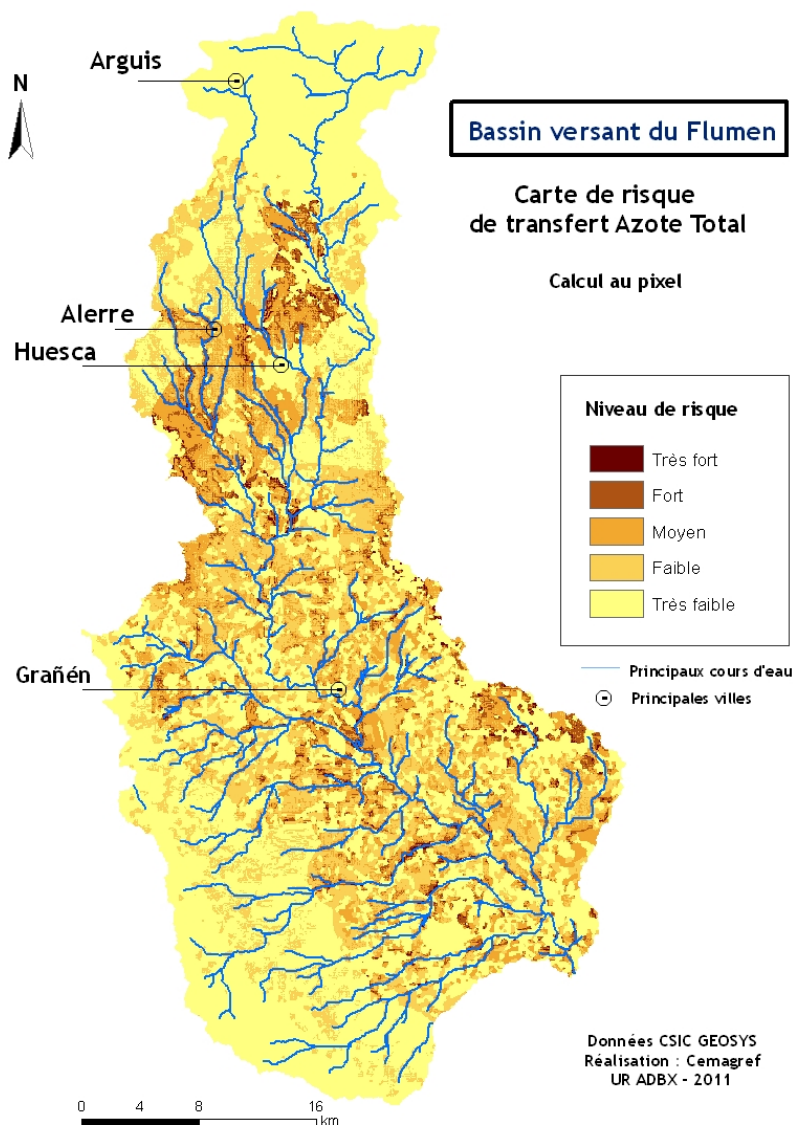 Arguis
N
Bassin versant du Flumen
Carte de risque
de transfert Azote Total
Calcul au pixel
Alerre
Huesca
Niveau de risque
Très fort
Fort
Moyen
Faible
Très faible
Principaux cours d'eau
Principales villes
Grañén
Données CSIC GEOSYS
Réalisation : Cemagref
UR ADBX - 2011
0 4 8 16
km